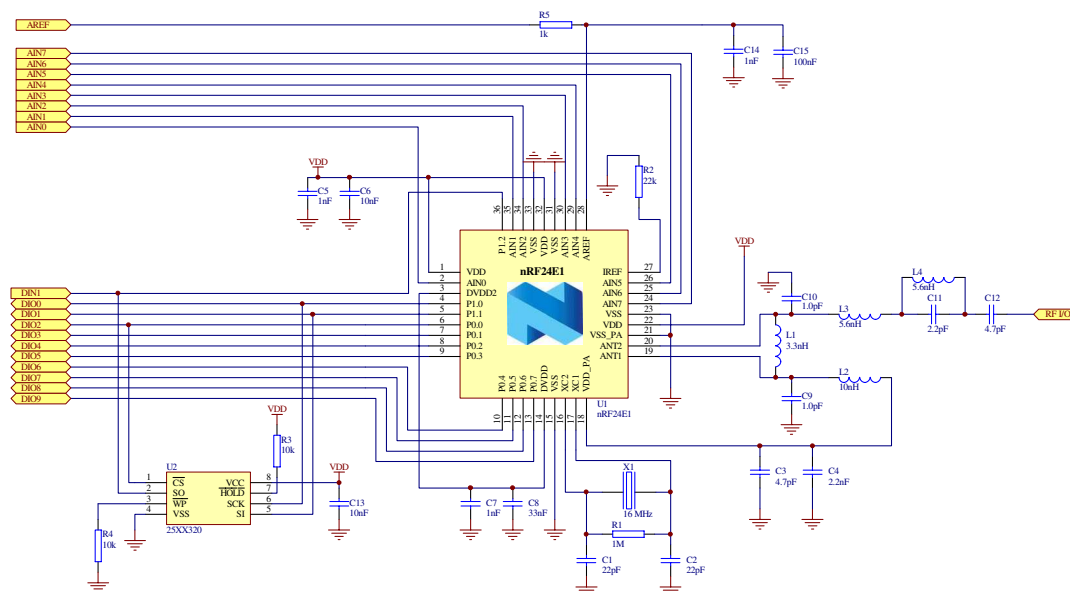 AREF
R5
1k
C14
1nF
C15
100nF
AIN7
AIN6
AIN5
AIN4
AIN3
AIN2
AIN1
AIN0
VDD
C5
1nF
C6
10nF
R2
22k
36
35
34
33
32
31
30
29
28
P1.2
AIN1
AIN2
VSS
VDD
VSS
AIN3
AIN4
AREF
nRF24E1
1
2
3
4
5
6
7
8
9
VDD
AIN0
DVDD2
P1.0
P1.1
P0.0
P0.1
P0.2
P0.3
IREF
AIN5
AIN6
AIN7
VSS
VDD
VSS_PA
ANT2
ANT1
27
26
25
24
23
22
21
20
19
P0.4
P0.5
P0.6
P0.7
DVDD
VSS
XC2
XC1
VDD_PA
10
11
12
13
14
15
16
17
18
U1
nRF24E1
DIN1
DIO0
DIO1
DIO2
DIO3
DIO4
DIO5
DIO6
DIO7
DIO8
DIO9
VDD
C10
1.0pF
L1
3.3nH
L3
5.6nH
L4
5.6nH
C11
2.2pF
C12
4.7pF
RF I/O
L2
10nH
C9
1.0pF
C3
4.7pF
C4
2.2nF
VDD
R3
10k
U2
1
2
3
4
CS
SO
WP
VSS
VCC
HOLD
SCK
SI
8
7
6
5
25XX320
R4
10k
VDD
C13
10nF
C7
1nF
C8
33nF
X1
16 MHz
R1
1M
C1
22pF
C2
22pF